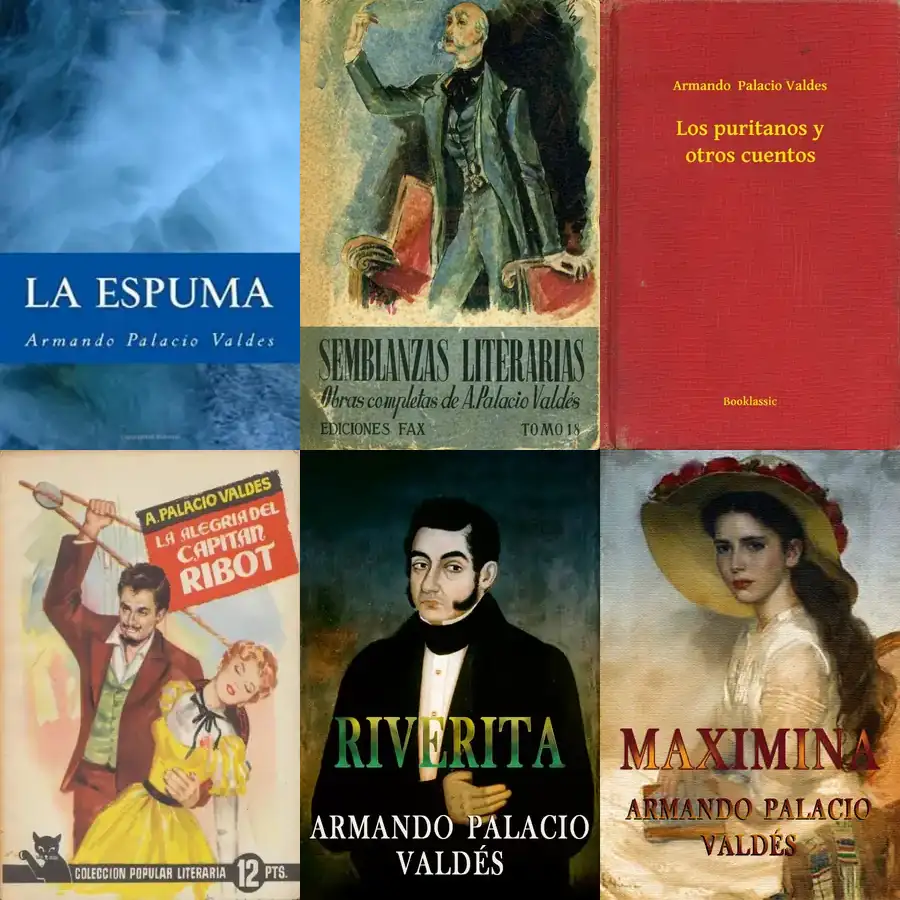 LA ESPUMA
Armando Palacio Valdes
SEMBLANZAS LITERARIAS
Obras completas de A. Palacio Valdés
EDICIONES FAX TOMO 18
Armando Palacio Valdes
Los puritanos y
otros cuentos
Booklassic
A. PALACIO VALDES
LA ALEGRIA DEL
CAPITAN
RIBOT
COLECCION POPULAR LITERARIA 12 PTS.
RIVERITA
ARMANDO PALACIO
VALDÉS
MAXIMINA
ARMANDO PALACIO
VALDÉS